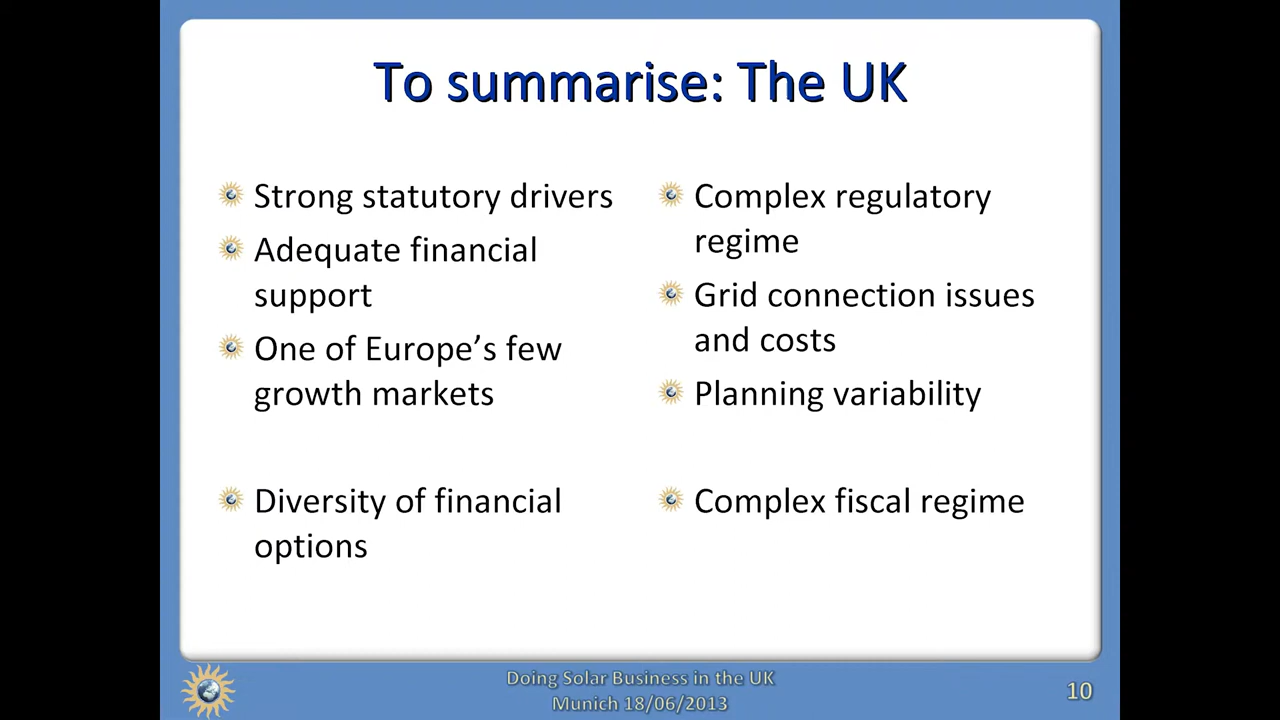 To summarise: The UK
Strong statutory drivers
Adequate financial
support
One of Europe's few
growth markets
Diversity of financial
options
Complex regulatory
regime
Grid connection issues
and costs
Planning variability
Complex fiscal regime
Doing Solar Business in the UK
Munich 18/06/2013
10